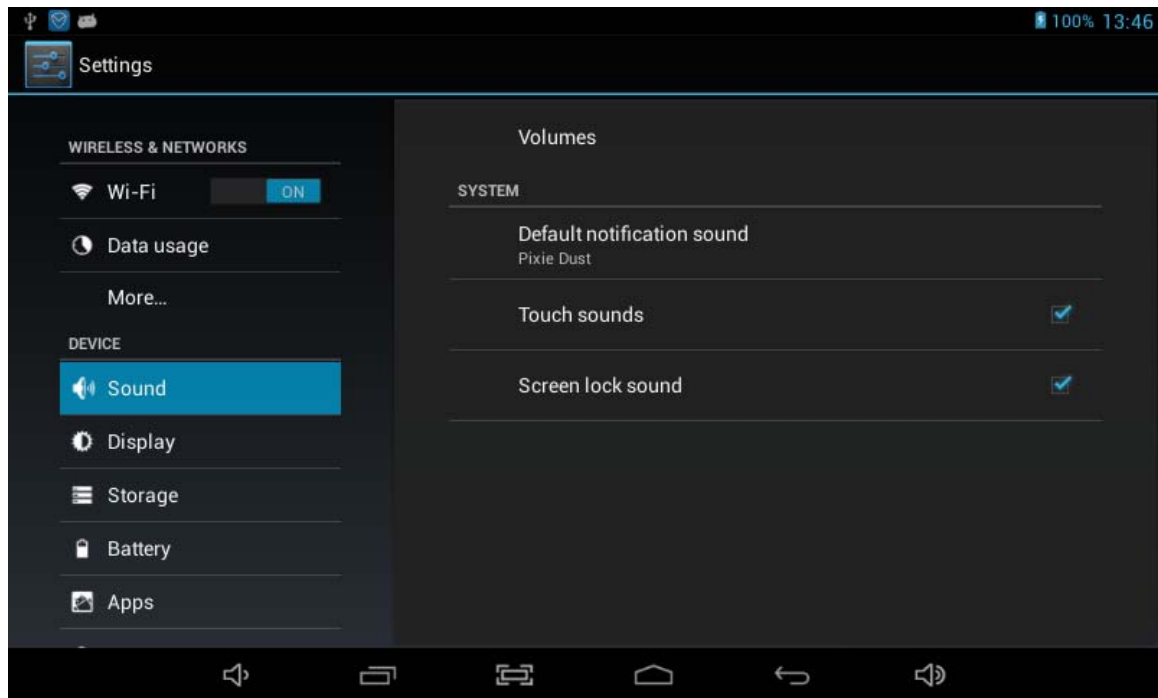 100% 13:46
Settings
WIRELESS & NETWORKS
Wi-Fi ON
Data usage
More...
DEVICE
Sound
Display
Storage
Battery
Apps
Volumes
SYSTEM
Default notification sound
Pixie Dust
Touch sounds
Screen lock sound